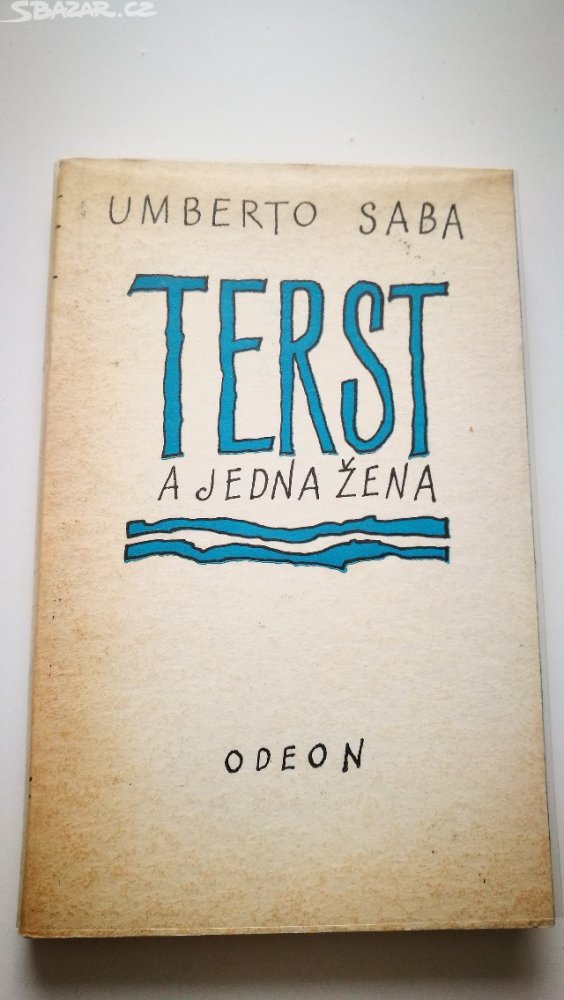 SBAZAR.CZ
UMBERTO SABA
TERST
A JEDNA ŽENA
ODEON